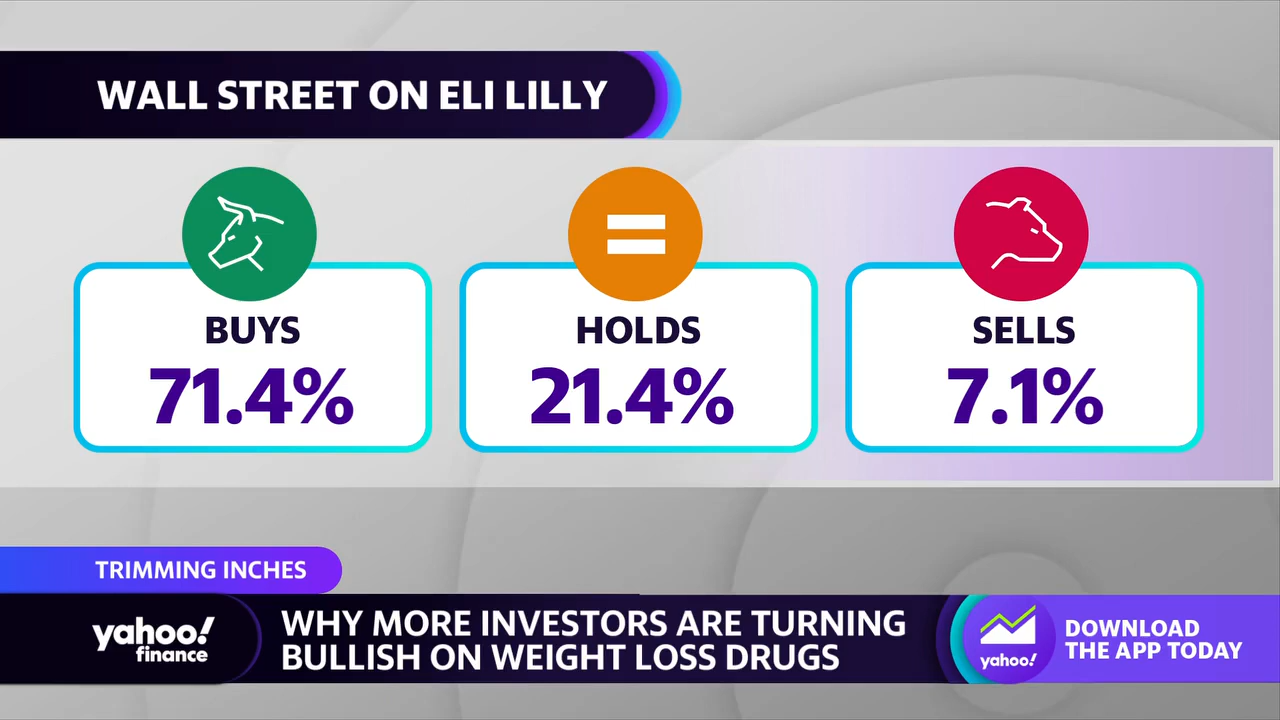 WALL STREET ON ELI LILLY
BUYS
71.4%
HOLDS
21.4%
SELLS
7.1%
TRIMMING INCHES
yahoo!
finance
WHY MORE INVESTORS ARE TURNING
BULLISH ON WEIGHT LOSS DRUGS
yahoo!
DOWNLOAD
THE APP TODAY